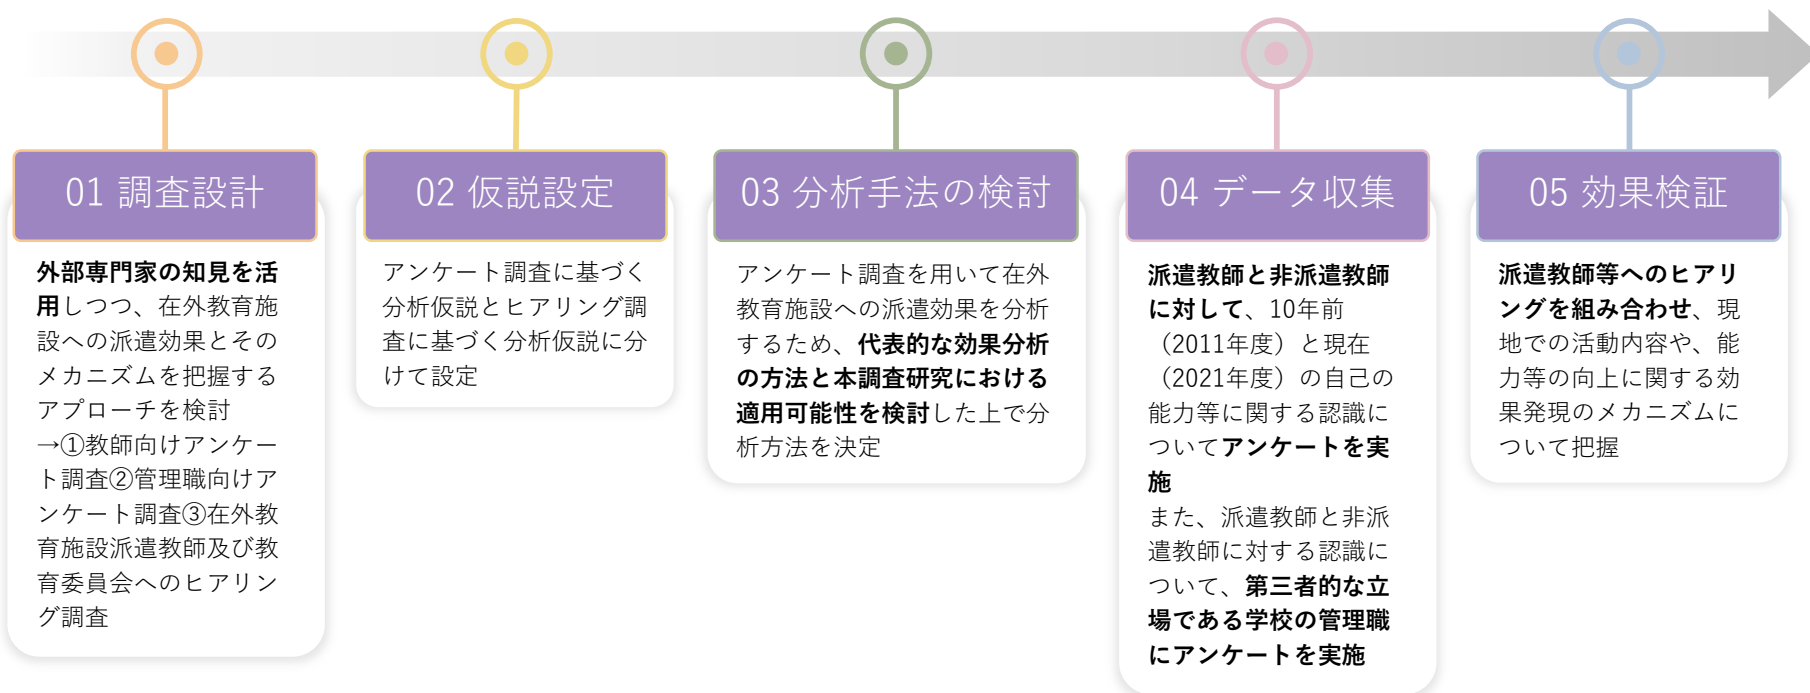 01 調査設計
外部専門家の知見を活
用しつつ、在外教育施
設への派遣効果とその
メカニズムを把握する
アプローチを検討
→①教師向けアンケー
ト調査②管理職向けア
ンケート調査③在外教
育施設派遣教師及び教
育委員会へのヒアリン
グ調査
02 仮説設定
アンケート調査に基づく
分析仮説とヒアリング調
査に基づく分析仮説に分
けて設定
03 分析手法の検討
アンケート調査を用いて在外
教育施設への派遣効果を分析
するため、代表的な効果分析
の方法と本調査研究における
適用可能性を検討した上で分
析方法を決定
04 データ収集
派遣教師と非派遣教師
に対して、10年前
（2011年度）と現在
（2021年度）の自己の
能力等に関する認識に
ついてアンケートを実
施
また、派遣教師と非派
遣教師に対する認識に
ついて、第三者的な立
場である学校の管理職
にアンケートを実施
05 効果検証
派遣教師等へのヒアリ
ングを組み合わせ、現
地での活動内容や、能
力等の向上に関する効
果発現のメカニズムに
ついて把握